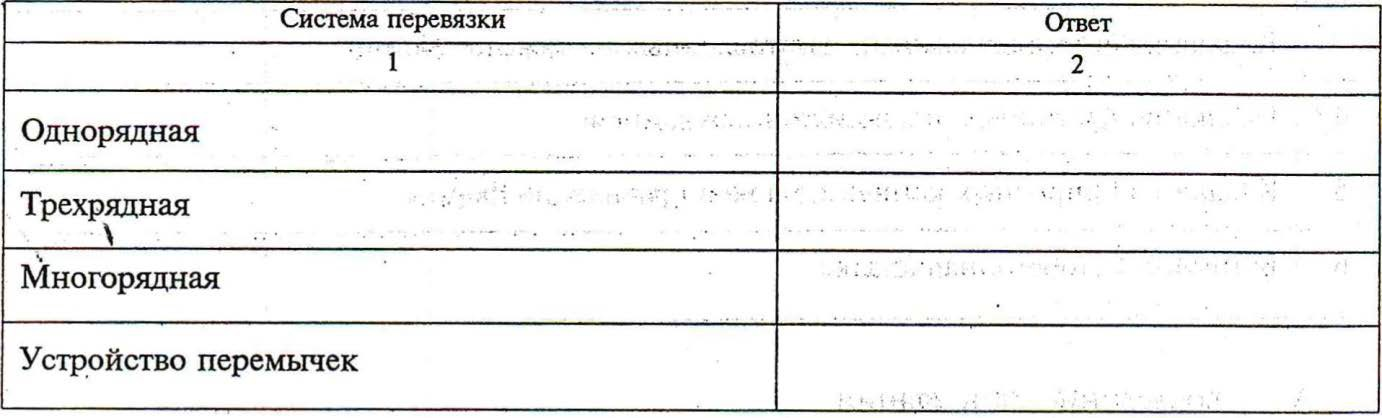 Система перевязки Ответ
1 2
Однорядная
Трехрядная
Многорядная
Устройство перемычек